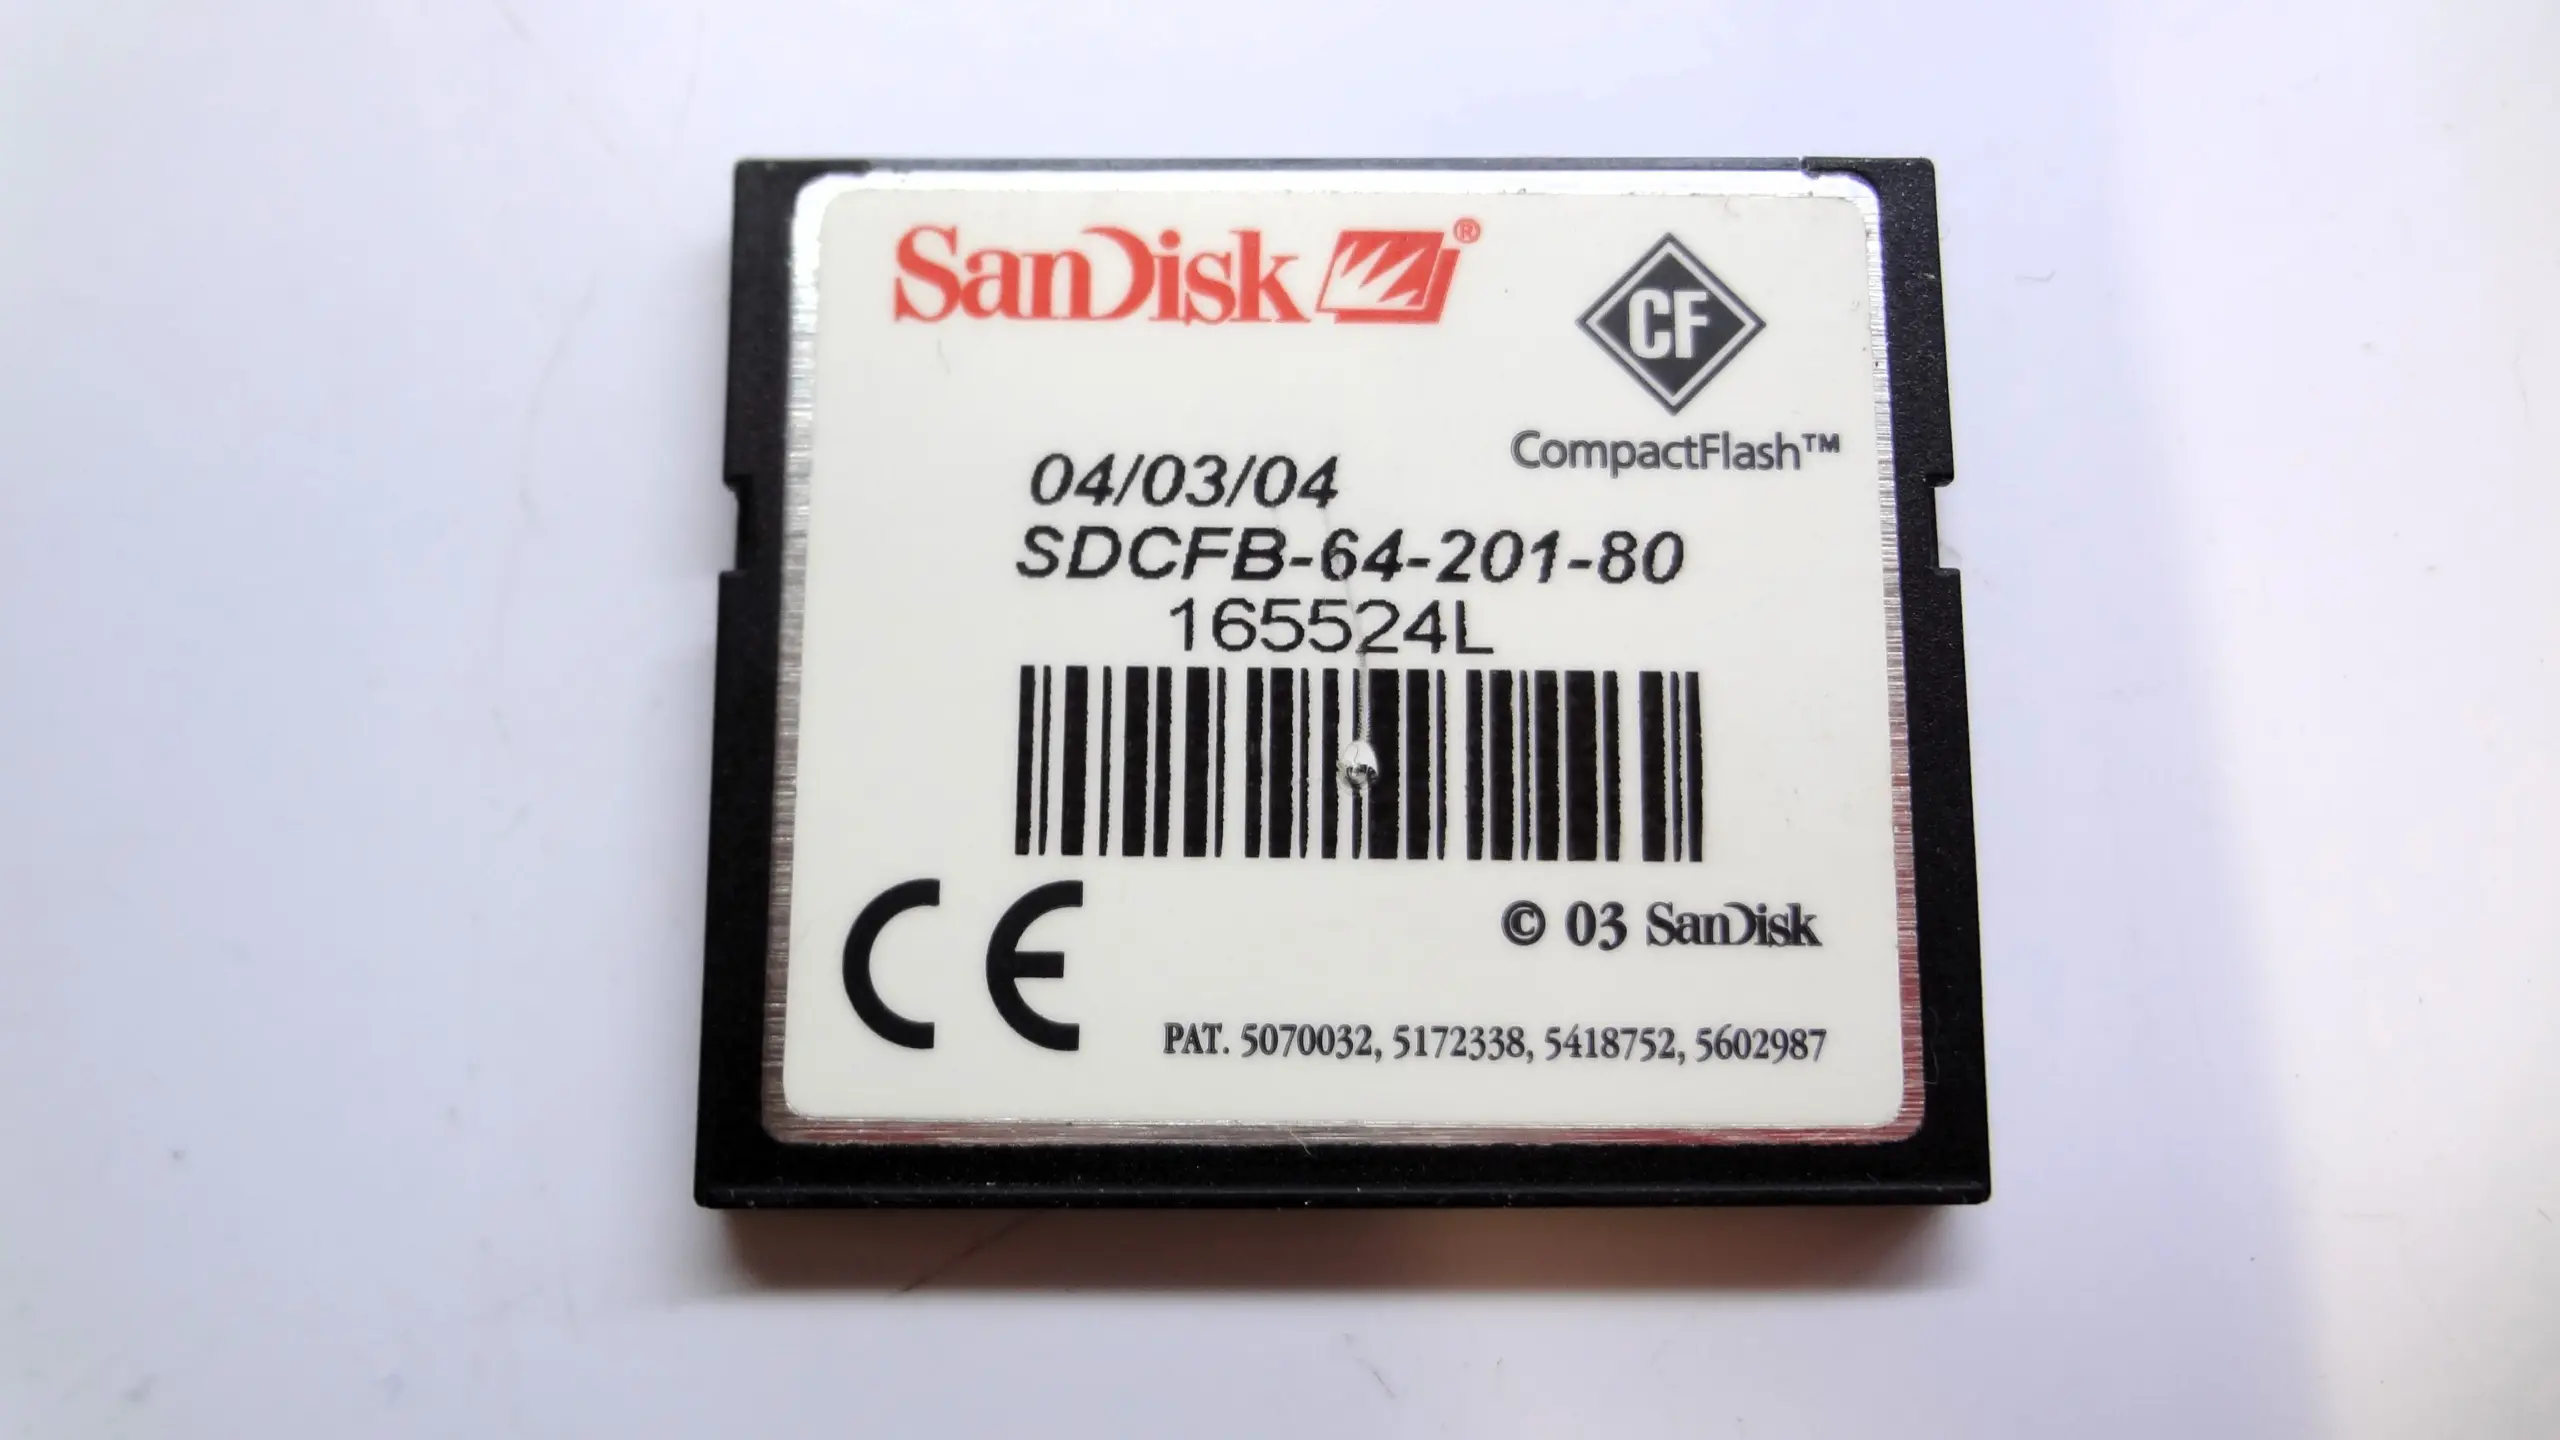 SanDisk®
CF
CompactFlash™
04/03/04
SDCFB-64-201-80
165524L
CE
© 03 SanDisk
PAT. 5070032, 5172338, 5418752, 5602987